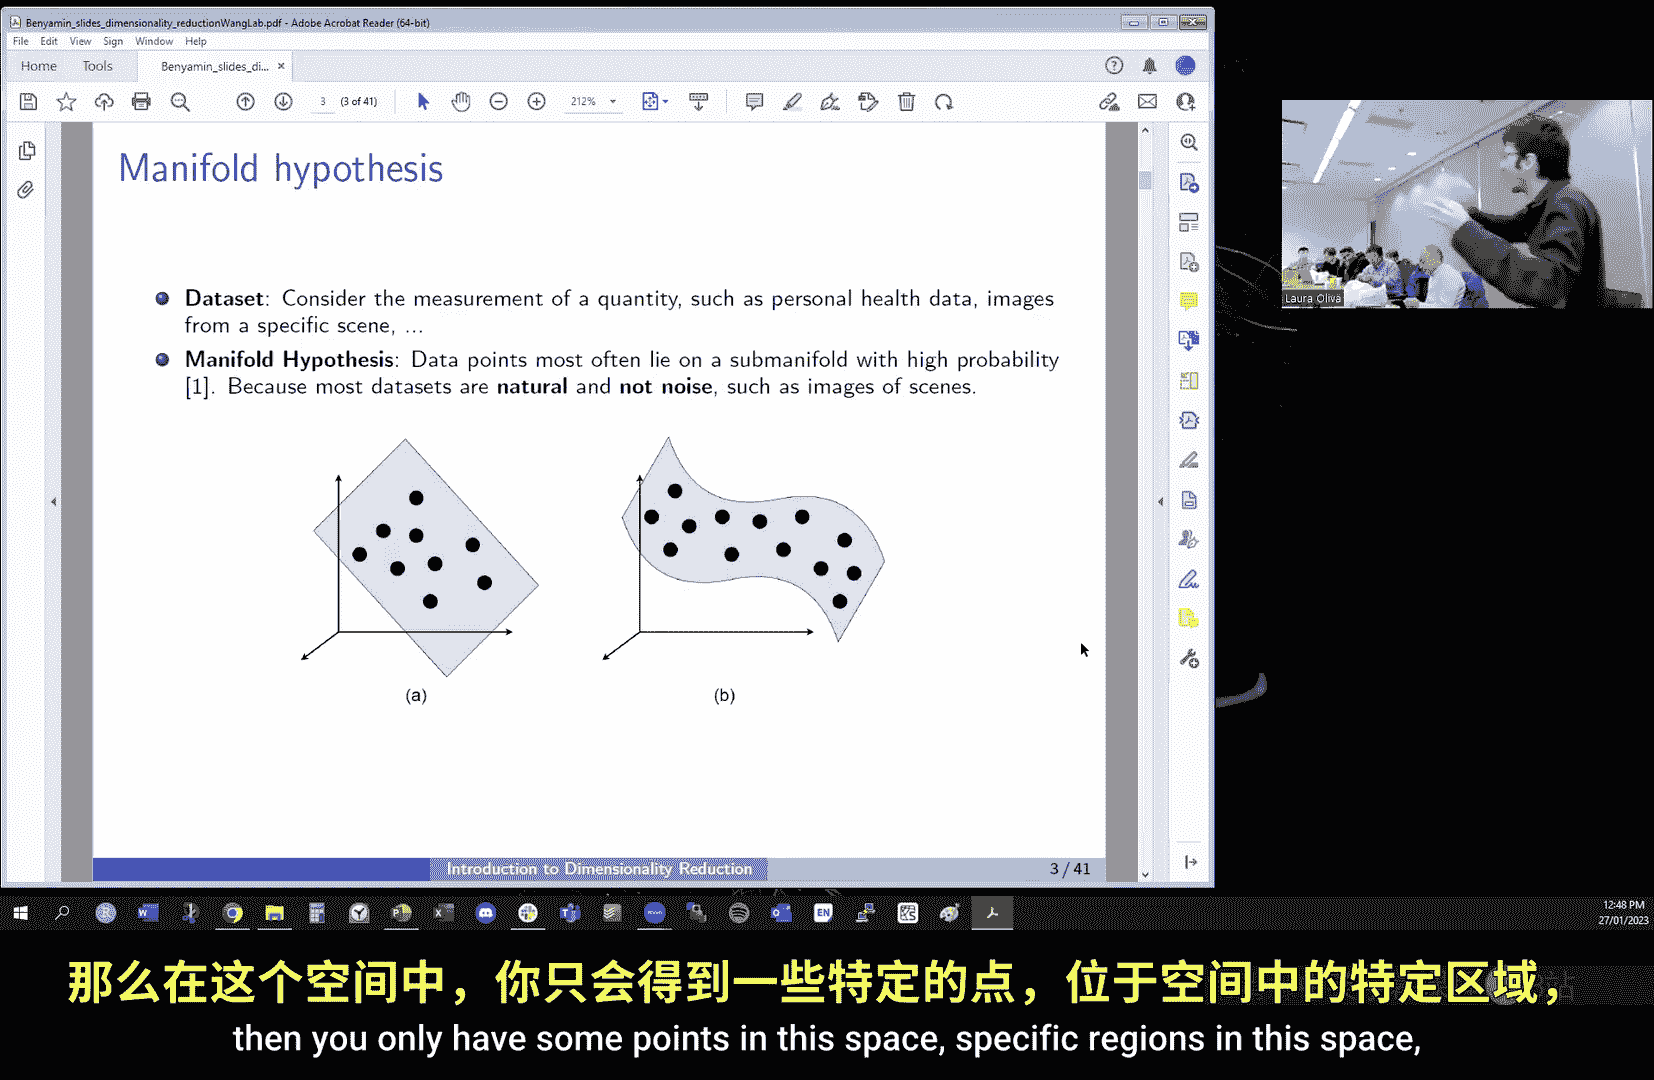 Benyamin_slides_dimensionality_reductionWangLab.pdf - Adobe Acrobat Reader (64-bit)
File Edit View Sign Window Help
Home Tools Benyamin_slides_di... ×
3 (3 of 41) 212%
Manifold hypothesis
Dataset: Consider the measurement of a quantity, such as personal health data, images
from a specific scene, ...
Manifold Hypothesis: Data points most often lie on a submanifold with high probability
[1]. Because most datasets are natural and not noise, such as images of scenes.
(a) (b)
Introduction to Dimensionality Reduction 3 / 41
Laura Oliva
EN
12:48 PM
27/01/2023
那么在这个空间中，你只会得到一些特定的点，位于空间中的特定区域，
then you only have some points in this space, specific regions in this space,